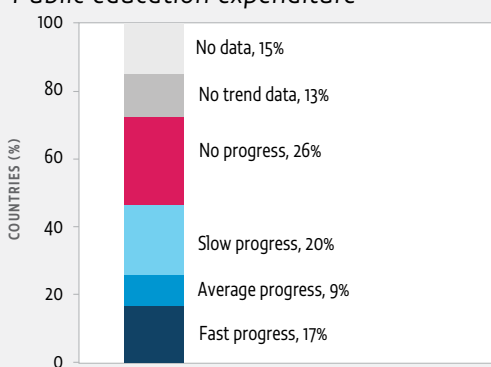 Public education expenditure
100
No data, 15%
80
No trend data, 13%
No progress, 26%
60
COUNTRIES (%)
40
Slow progress, 20%
Average progress, 9%
20
Fast progress, 17%
0